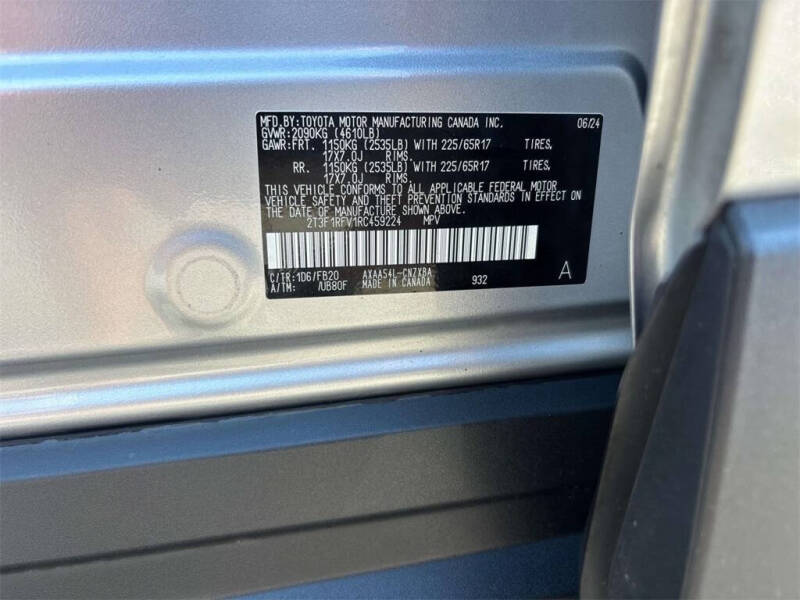 MFD.BY:TOYOTA MOTOR MANUFACTURING CANADA INC. 06/24
GVWR:2090KG (4610LB)
GAWR:FRT. 1150KG (2535LB) WITH 225/65R17 TIRES,
17X7.0J RIMS.
RR. 1150KG (2535LB) WITH 225/65R17 TIRES,
17X7.0J RIMS.
THIS VEHICLE CONFORMS TO ALL APPLICABLE FEDERAL MOTOR
VEHICLE SAFETY AND THEFT PREVENTION STANDARDS IN EFFECT ON
THE DATE OF MANUFACTURE SHOWN ABOVE.
2T3F1RFV1RC459224 MPV
C/TR:1D6/FB20 AXAA54L-CNZXBA A
A/TM: /UB80F MADE IN CANADA 932